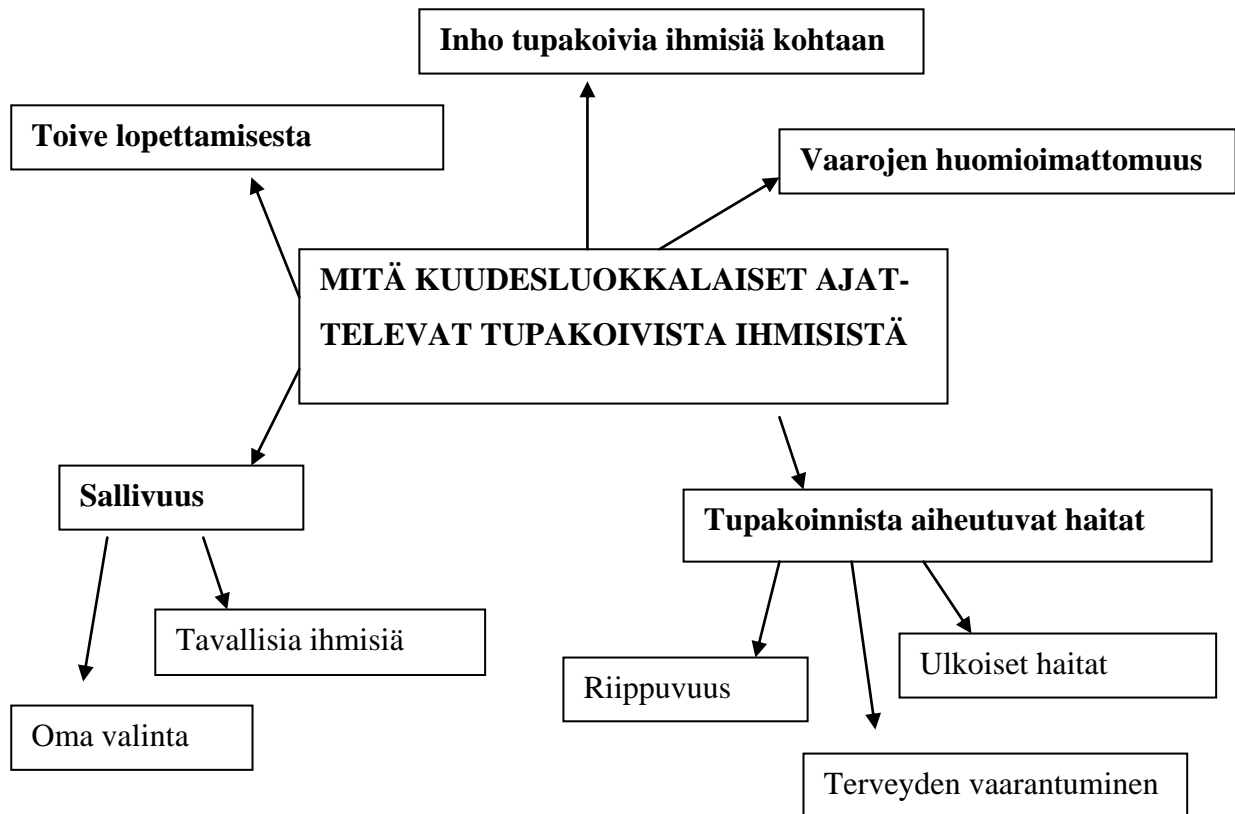 Inho tupakoivia ihmisiä kohtaan
Toive lopettamisesta
Vaarojen huomioimattomuus
MITÄ KUUDESLUOKKALAISET AJAT-
TELEVAT TUPAKOIVISTA IHMISISTÄ
Sallivuus
Tupakoinnista aiheutuvat haitat
Tavallisia ihmisiä
Ulkoiset haitat
Riippuvuus
Oma valinta
Terveyden vaarantuminen